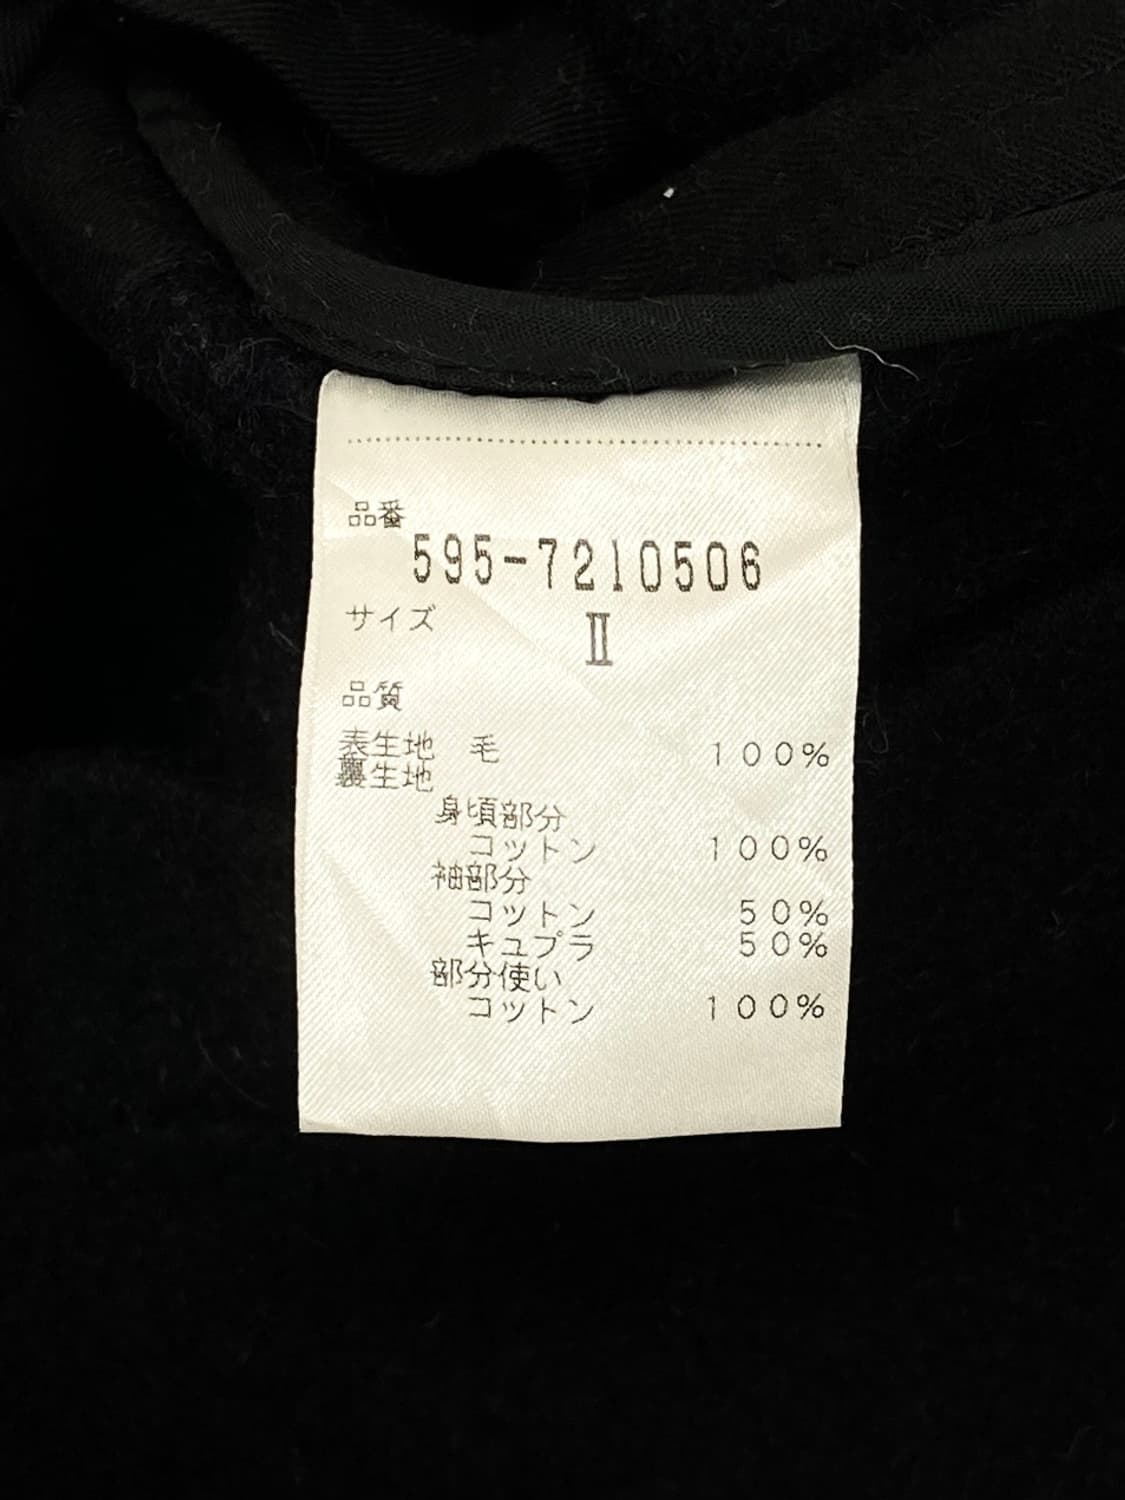 品番
595-7210506
サイズ
Ⅱ
品質
表生地 毛 100%
裏生地
身頃部分
コットン 100%
袖部分
コットン 50%
キュプラ 50%
部分使い
コットン 100%